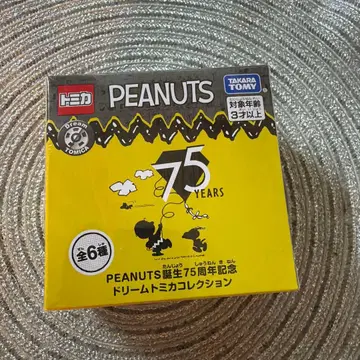 トミカ
PEANUTS
TAKARA TOMY
対象年齢
3才以上
Dream TOMICA
75
YEARS
全6種
PEANUTS誕生75周年記念
ドリームトミカコレクション